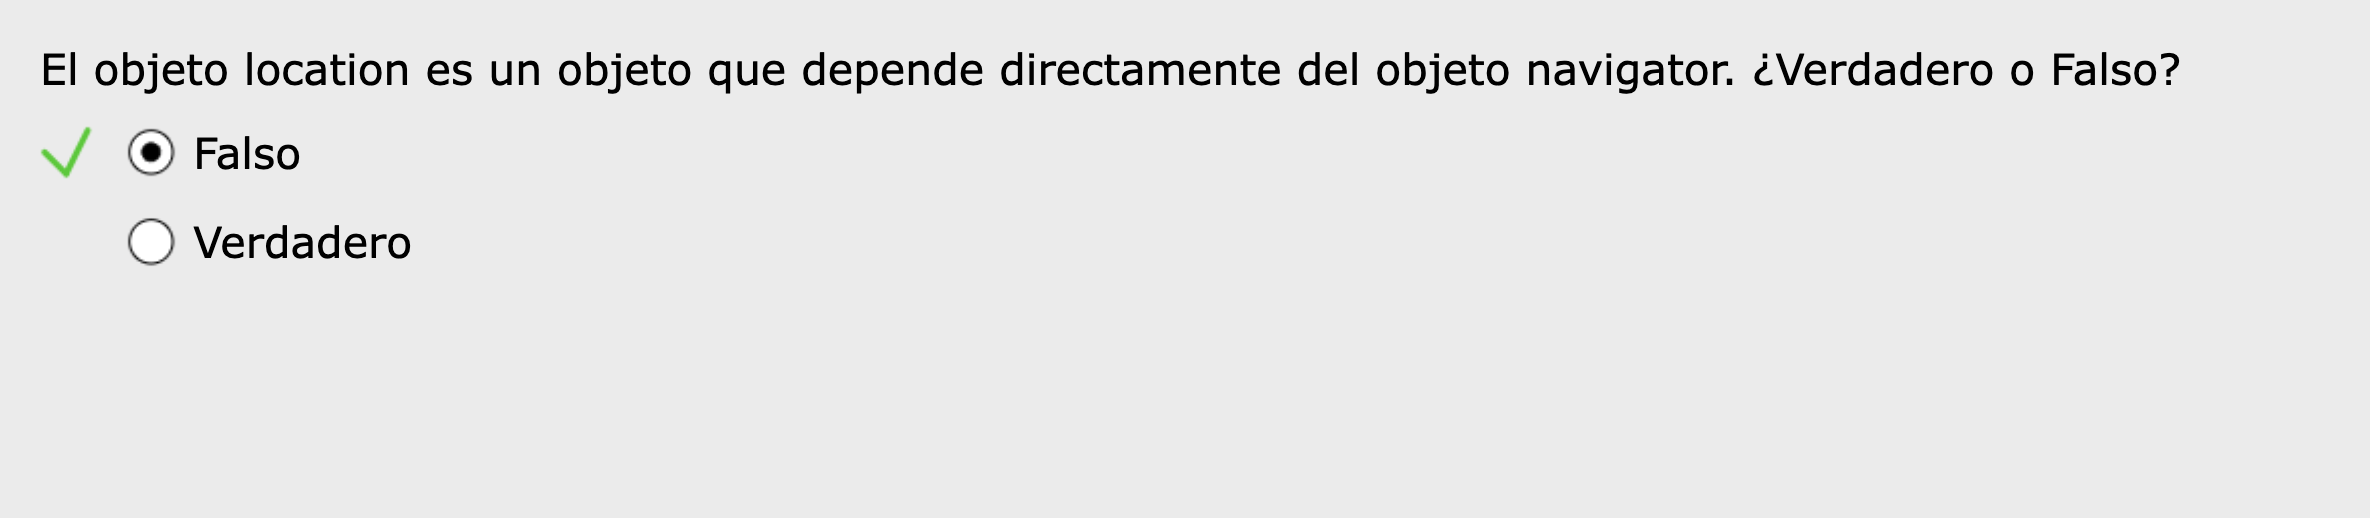 El objeto location es un objeto que depende directamente del objeto navigator. ¿Verdadero o Falso?
Falso
Verdadero